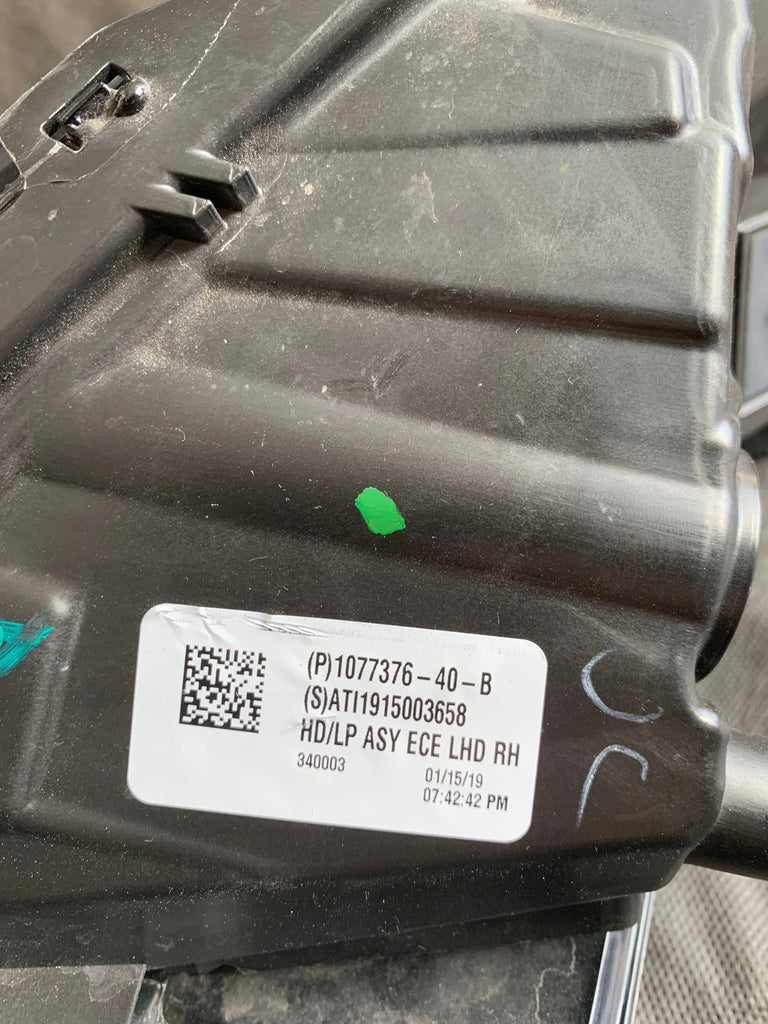 (P)1077376-40-B
(S)ATI1915003658
HD/LP ASY ECE LHD RH
340003
01/15/19
07:42:42 PM